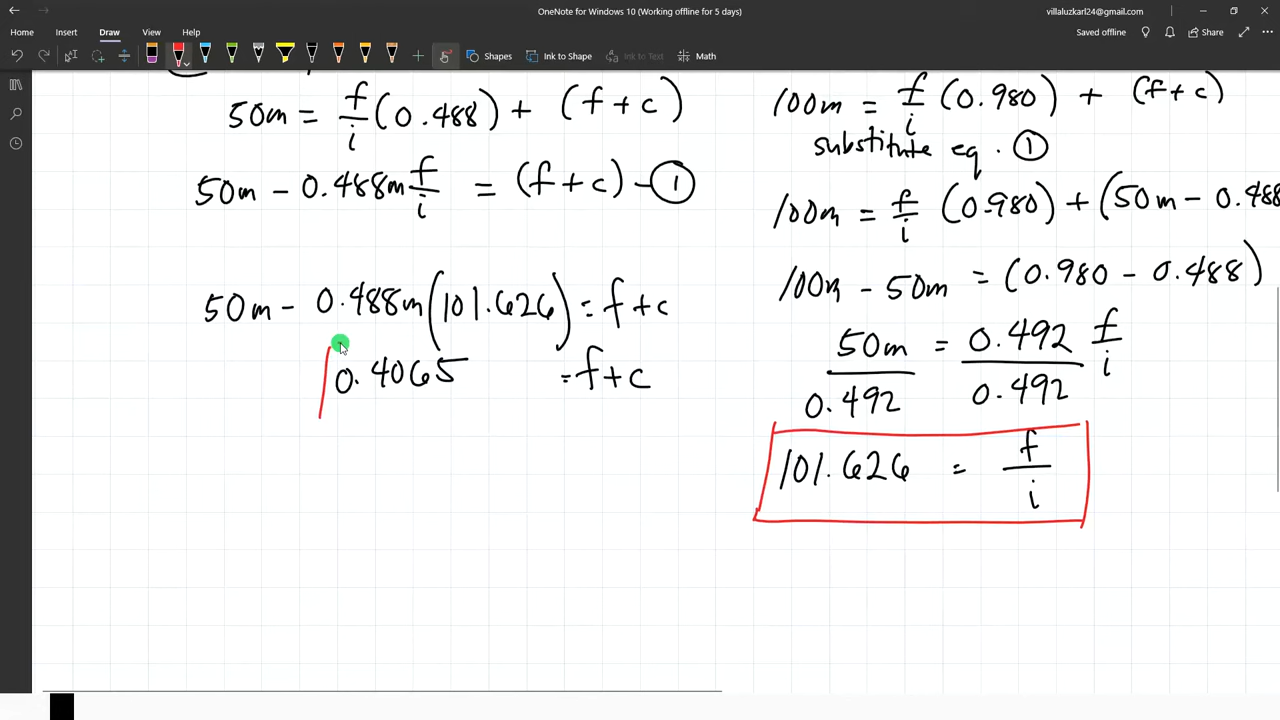 OneNote for Windows 10 (Working offline for 5 days)
villaluzkarl24@gmail.com
Home Insert Draw View Help
Saved offline
Share
Shapes
Ink to Shape
Ink to Text
Math
50m = f/i (0.488) + (f+c)
50m - 0.488m f/i = (f+c) - ①
50m - 0.488m (101.626) = f+c
0.4065 = f+c
100m = f/i (0.980) + (f+c)
substitute eq. ①
100m = f/i (0.980) + (50m - 0.488
100m - 50m = (0.980 - 0.488)
50m/0.492 = 0.492/0.492 f/i
101.626 = f/i